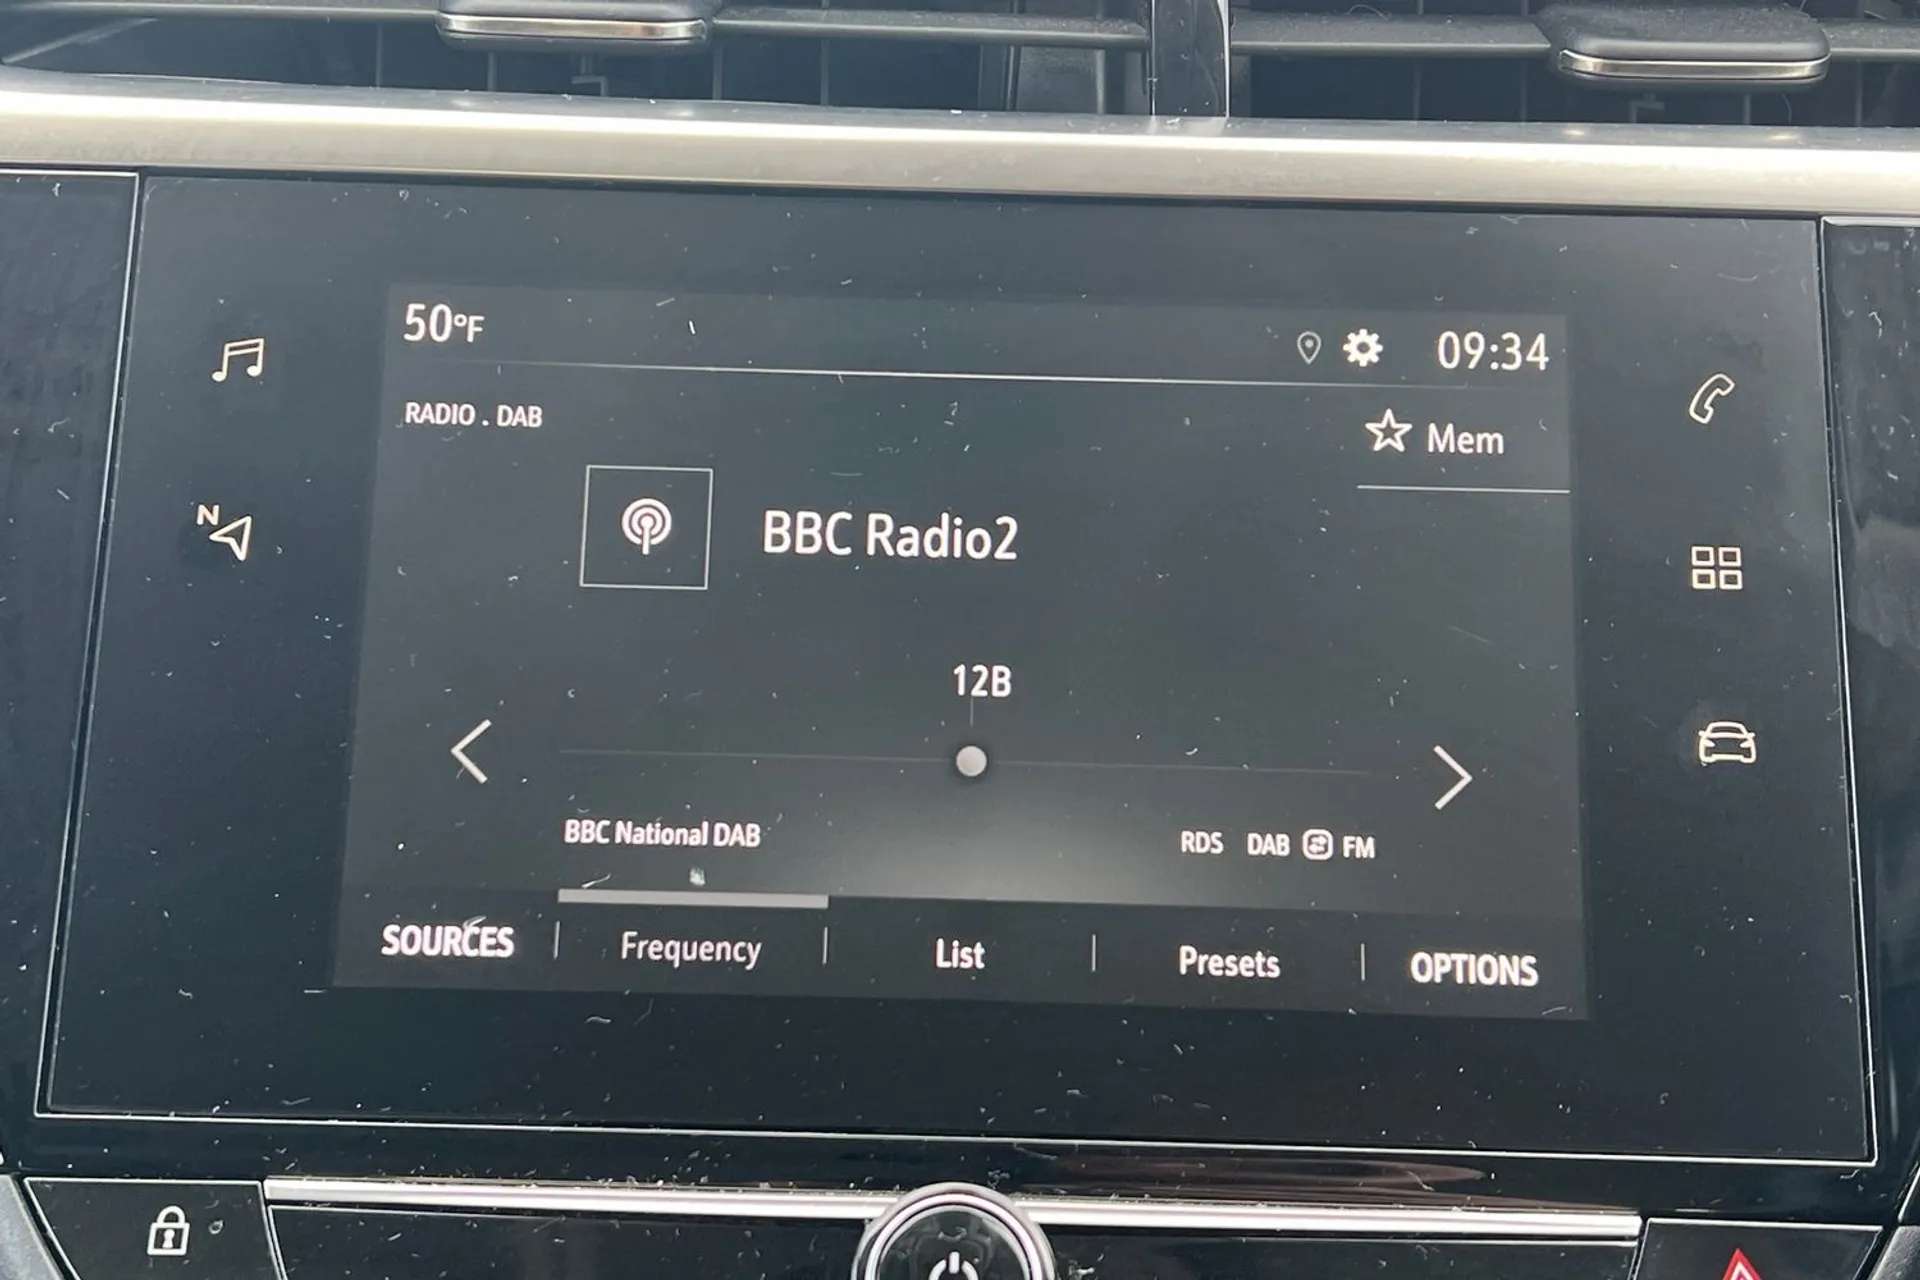 50°F 09:34
RADIO . DAB
Mem
BBC Radio2
N
12B
BBC National DAB RDS DAB FM
SOURCES Frequency List Presets OPTIONS